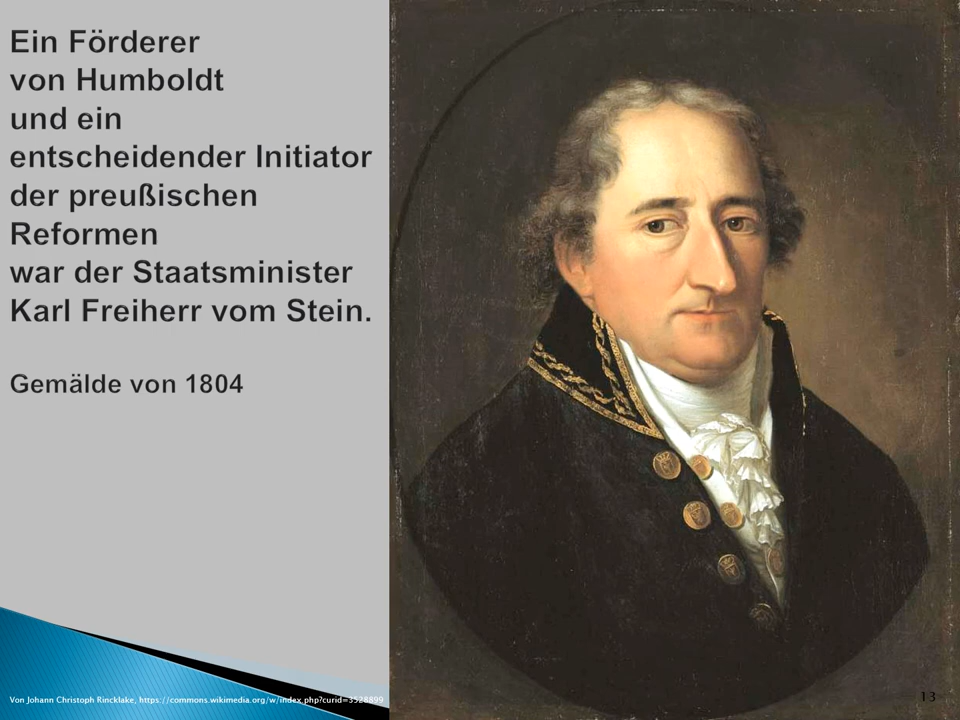 Ein Förderer
von Humboldt
und ein
entscheidender Initiator
der preußischen
Reformen
war der Staatsminister
Karl Freiherr vom Stein.
Gemälde von 1804
Von Johann Christoph Rincklake, https://commons.wikimedia.org/w/index.php?curid=3528899
13